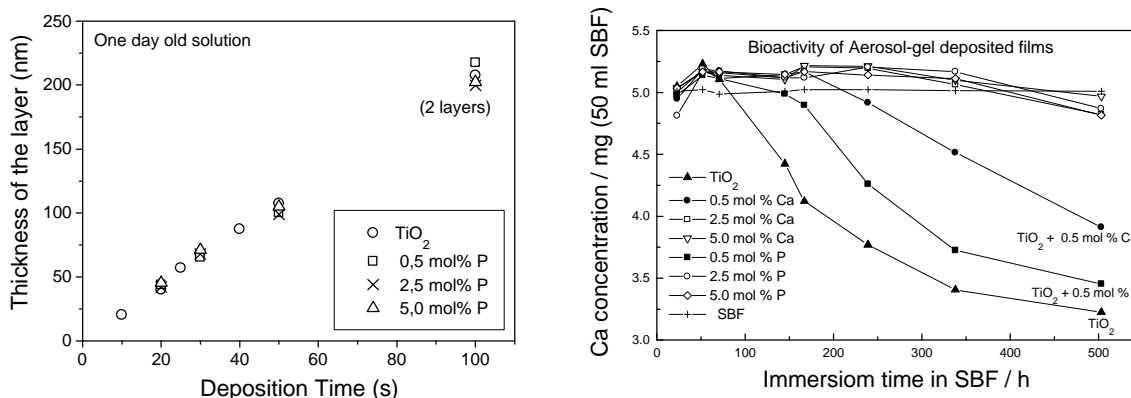 One day old solution
(2 layers)
Thickness of the layer (nm)
250
200
150
100
50
0
0 20 40 60 80 100
Deposition Time (s)
TiO2
0,5 mol% P
2,5 mol% P
5,0 mol% P
Bioactivity of Aerosol-gel deposited films
Ca concentration / mg (50 ml SBF)
5.5
5.0
4.5
4.0
3.5
3.0
0 100 200 300 400 500
Immersiom time in SBF / h
TiO2
0.5 mol % Ca
2.5 mol % Ca
5.0 mol % Ca
0.5 mol % P
2.5 mol % P
5.0 mol % P
SBF
TiO2 + 0.5 mol % Ca
TiO2 + 0.5 mol %
TiO2